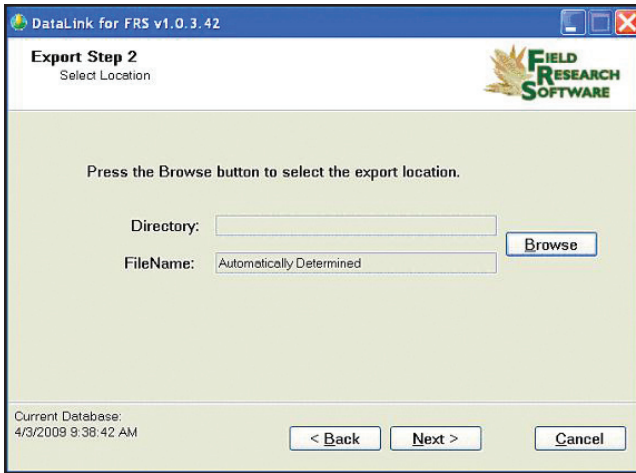 DataLink for FRS v1.0.3.42
Export Step 2
Select Location
FIELD
RESEARCH
SOFTWARE
Press the Browse button to select the export location.
Directory:
Browse
FileName: Automatically Determined
Current Database:
4/3/2009 9:38:42 AM
< Back Next > Cancel